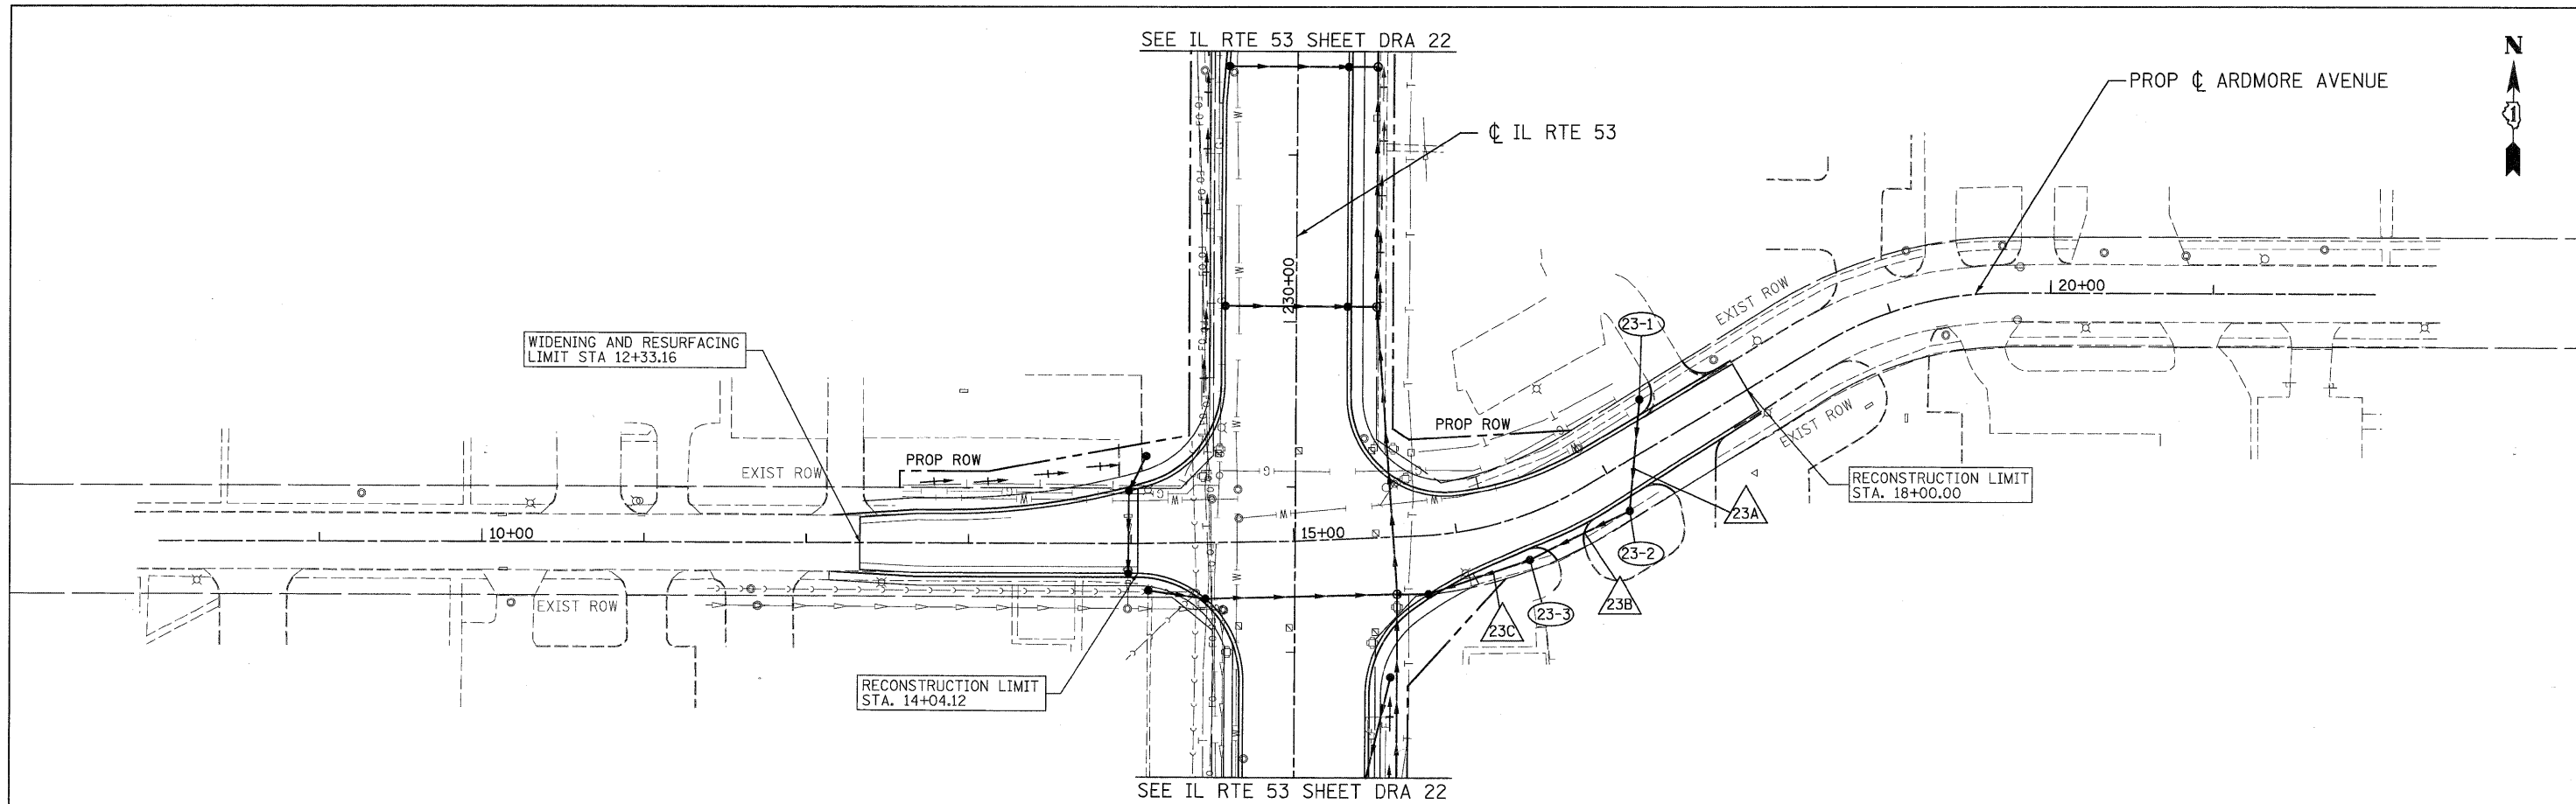 SEE IL RTE 53 SHEET DRA 22
N
1
PROP ℄ ARDMORE AVENUE
℄ IL RTE 53
230+00
20+00
EXIST ROW
23-1
WIDENING AND RESURFACING
LIMIT STA 12+33.16
PROP ROW
EXIST ROW
PROP ROW
EXIST ROW
RECONSTRUCTION LIMIT
STA. 18+00.00
23A
10+00
15+00
23-2
23B
EXIST ROW
23-3
23C
RECONSTRUCTION LIMIT
STA. 14+04.12
SEE IL RTE 53 SHEET DRA 22